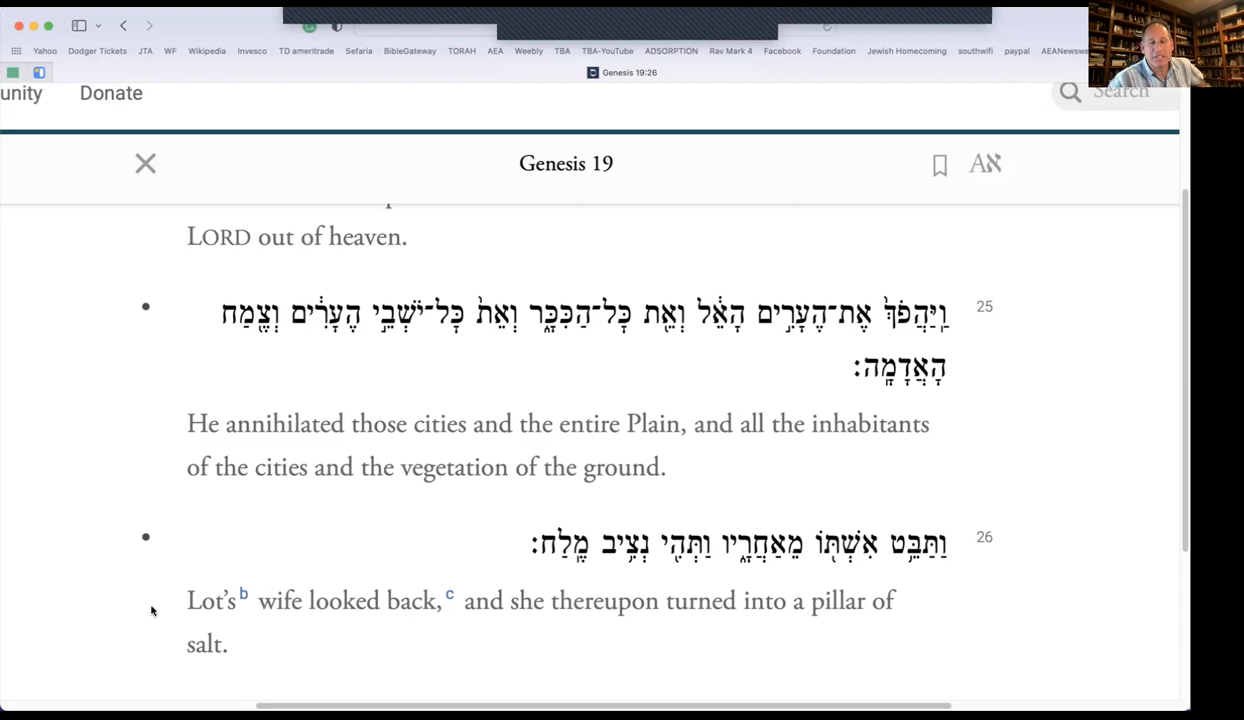 Yahoo Dodger Tickets JTA WF Wikipedia Invesco TD ameritrade Sefaria BibleGateway TORAH AEA Weebly TBA TBA-YouTube ADSORPTION Rav Mark 4 Facebook Foundation Jewish Homecoming southwifi paypal AEANewswe
Genesis 19:26
unity Donate Search
Genesis 19 Aא
LORD out of heaven.
25 וַֽיַּהֲפֹךְ֙ אֶת־הֶעָרִ֣ים הָאֵ֔ל וְאֵ֖ת כׇּל־הַכִּכָּ֑ר וְאֵת֙ כׇּל־יֹשְׁבֵ֣י הֶעָרִ֔ים וְצֶ֖מַח
הָאֲדָמָֽה׃
He annihilated those cities and the entire Plain, and all the inhabitants
of the cities and the vegetation of the ground.
26 וַתַּבֵּ֥ט אִשְׁתּ֖וֹ מֵאַחֲרָ֑יו וַתְּהִ֖י נְצִ֥יב מֶֽלַח׃
Lot’s b wife looked back, c and she thereupon turned into a pillar of
salt.